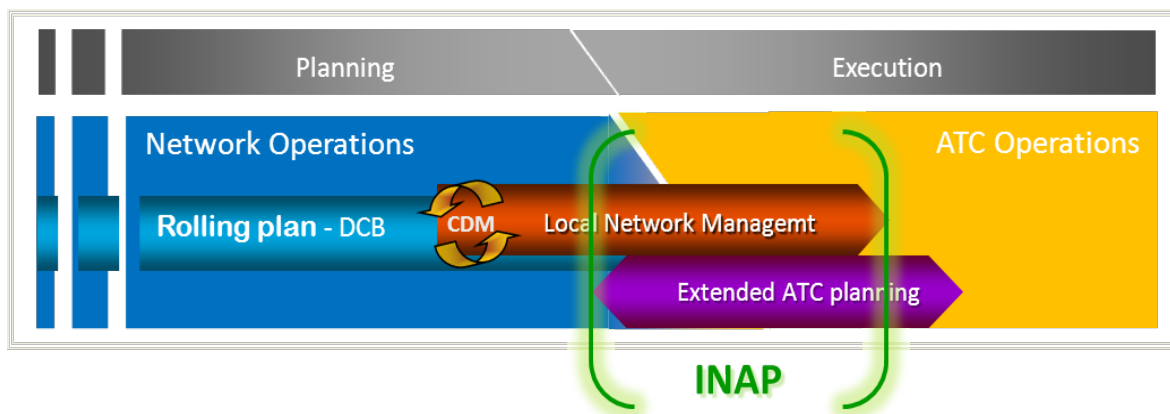 Planning
Execution
Network Operations
ATC Operations
Rolling plan - DCB
CDM
Local Network Managemt
Extended ATC planning
INAP